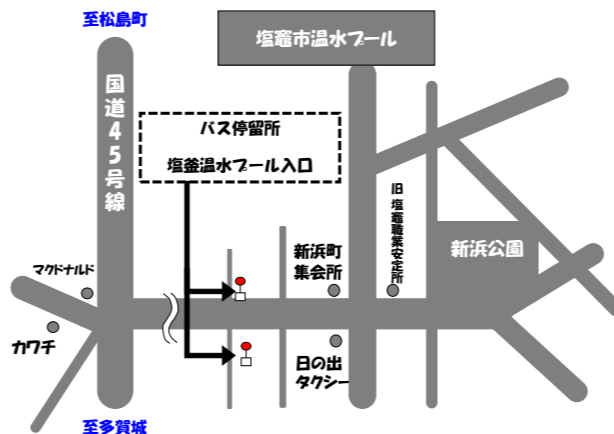 至松島町
塩竈市温水プール
国道45号線
バス停留所
塩釜温水プール入口
旧塩竈職業安定所
新浜町
集会所
新浜公園
マクドナルド
カワチ
日の出
タクシー
至多賀城